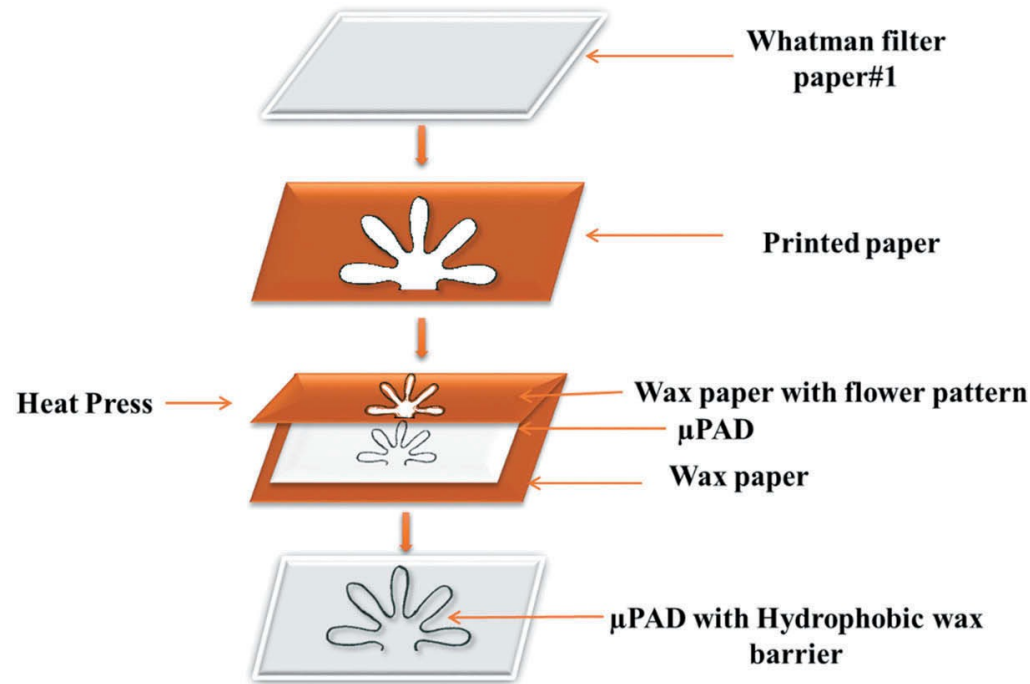 Whatman filter
paper#1
Printed paper
Heat Press
Wax paper with flower pattern
µPAD
Wax paper
µPAD with Hydrophobic wax
barrier